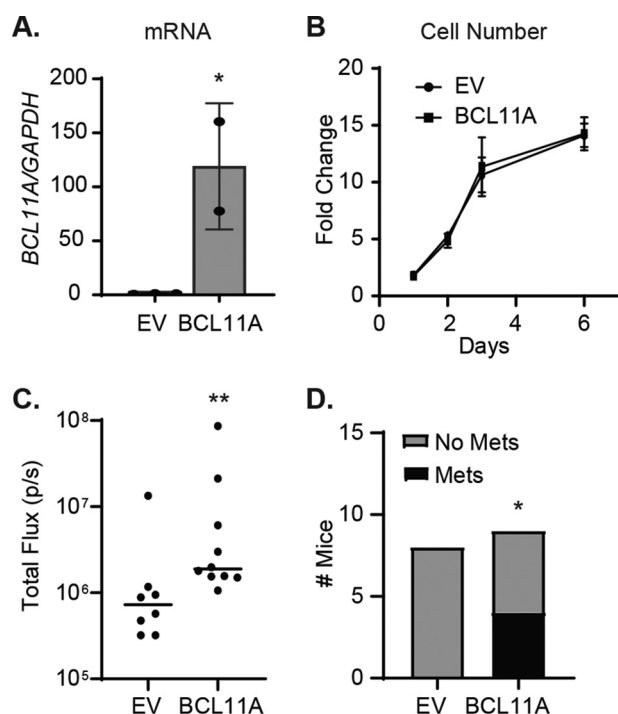 A.
mRNA
BCL11A/GAPDH
200
150
100
50
0
*
EV BCL11A
B
Cell Number
Fold Change
20
15
10
5
0
EV
BCL11A
0 2 4 6
Days
C.
Total Flux (p/s)
10⁸
10⁷
10⁶
10⁵
**
EV BCL11A
D.
# Mice
15
10
5
0
No Mets
Mets
*
EV BCL11A